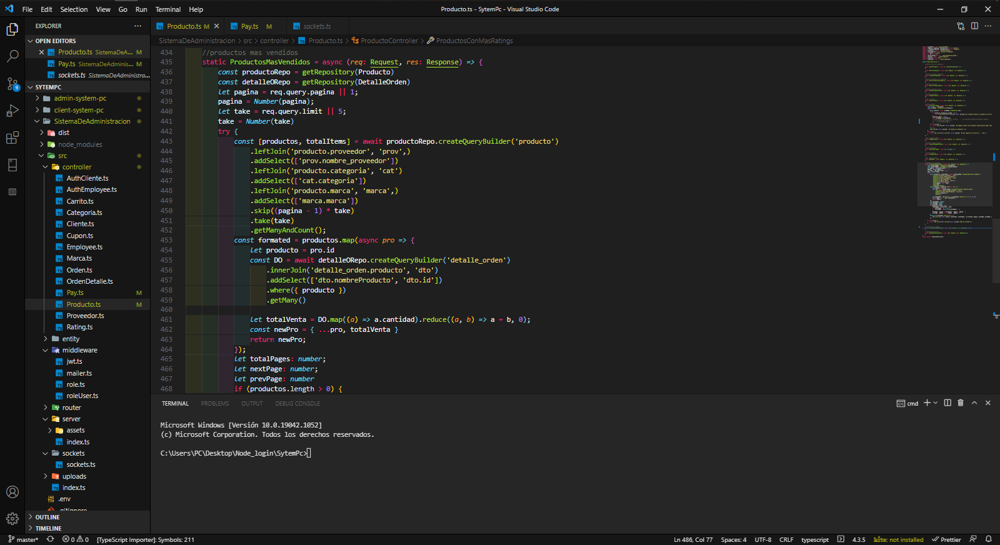 File Edit Selection View Go Run Terminal Help
Producto.ts - SytemPc - Visual Studio Code
EXPLORER
OPEN EDITORS
Producto.ts SistemaDeA... M
Pay.ts SistemaDeAdminis... M
sockets.ts SistemaDeAdministra...
SYTEMPC
admin-system-pc
client-system-pc
SistemaDeAdministracion
dist
node_modules
src
controller
AuthCliente.ts
AuthEmployee.ts
Carrito.ts
Categoria.ts
Cliente.ts
Cupon.ts
Employee.ts
Marca.ts
Orden.ts
OrdenDetalle.ts
Pay.ts M
Producto.ts M
Proveedor.ts
Rating.ts
entity
middleware
jwt.ts
mailer.ts
role.ts
roleUser.ts
router
server
assets
index.ts
sockets
sockets.ts
uploads
index.ts
.env
.gitignore
OUTLINE
TIMELINE
Producto.ts M Pay.ts M sockets.ts
SistemaDeAdministracion > src > controller > Producto.ts > ProductoController > ProductosConMasRatings
434 //productos mas vendidos
435 static ProductosMasVendidos = async (req: Request, res: Response) => {
436 const productoRepo = getRepository(Producto)
437 const detalleORepo = getRepository(DetalleOrden)
438 let pagina = req.query.pagina || 1;
439 pagina = Number(pagina);
440 let take = req.query.limit || 5;
441 take = Number(take)
442 try {
443 const [productos, totalItems] = await productoRepo.createQueryBuilder('producto')
444 .leftJoin('producto.proveedor', 'prov',)
445 .addSelect(['prov.nombre_proveedor'])
446 .leftJoin('producto.categoria', 'cat')
447 .addSelect(['cat.categoria'])
448 .leftJoin('producto.marca', 'marca',)
449 .addSelect(['marca.marca'])
450 .skip((pagina - 1) * take)
451 .take(take)
452 .getManyAndCount();
453 const formated = productos.map(async pro => {
454 let producto = pro.id
455 const DO = await detalleORepo.createQueryBuilder('detalle_orden')
456 .innerJoin('detalle_orden.producto', 'dto')
457 .addSelect(['dto.nombreProducto', 'dto.id'])
458 .where({ producto })
459 .getMany()
460
461 let totalVenta = DO.map((a) => a.cantidad).reduce((a, b) => a + b, 0);
462 const newPro = { ...pro, totalVenta }
463 return newPro;
464 });
465 let totalPages: number;
466 let nextPage: number;
467 let prevPage: number
468 if (productos.length > 0) {
TERMINAL PROBLEMS OUTPUT DEBUG CONSOLE
cmd
Microsoft Windows [Versión 10.0.19042.1052]
(c) Microsoft Corporation. Todos los derechos reservados.
C:\Users\PC\Desktop\Node_login\SytemPc>
9
master* 0 0 [TypeScript Importer]: Symbols: 211
Ln 486, Col 77 Spaces: 4 UTF-8 CRLF typescript 4.3.5 kite: not installed Prettier